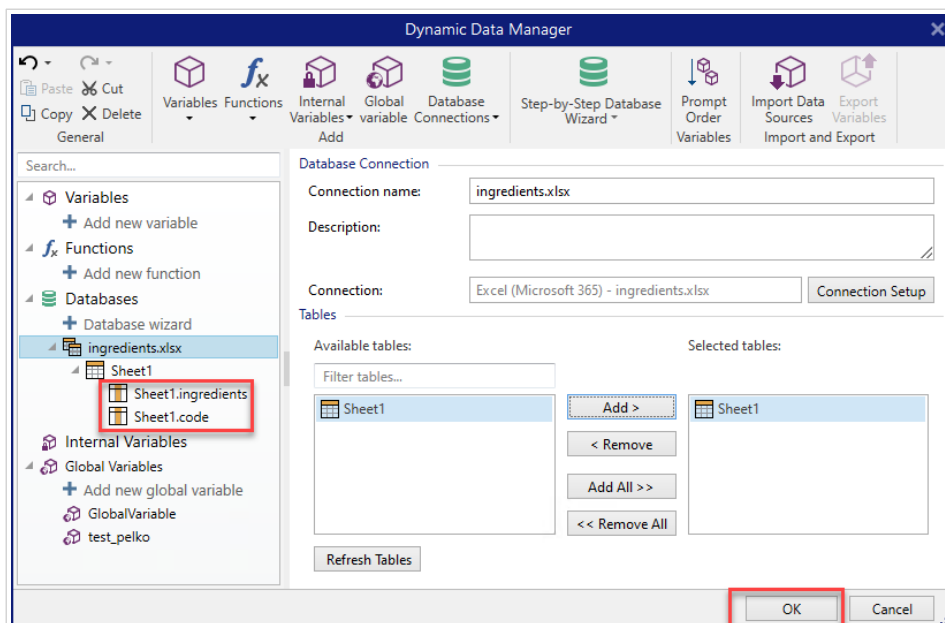 Dynamic Data Manager
Paste Cut
Copy Delete
General
Variables Functions
Internal Variables
Global variable
Database Connections
Add
Step-by-Step Database Wizard
Prompt Order
Variables
Import Data Sources
Export Variables
Import and Export
Search...
Variables
Add new variable
Functions
Add new function
Databases
Database wizard
ingredients.xlsx
Sheet1
Sheet1.ingredients
Sheet1.code
Internal Variables
Global Variables
Add new global variable
GlobalVariable
test_pelko
Database Connection
Connection name: ingredients.xlsx
Description:
Connection: Excel (Microsoft 365) - ingredients.xlsx Connection Setup
Tables
Available tables: Selected tables:
Filter tables...
Sheet1 Add > Sheet1
< Remove
Add All >>
<< Remove All
Refresh Tables
OK Cancel